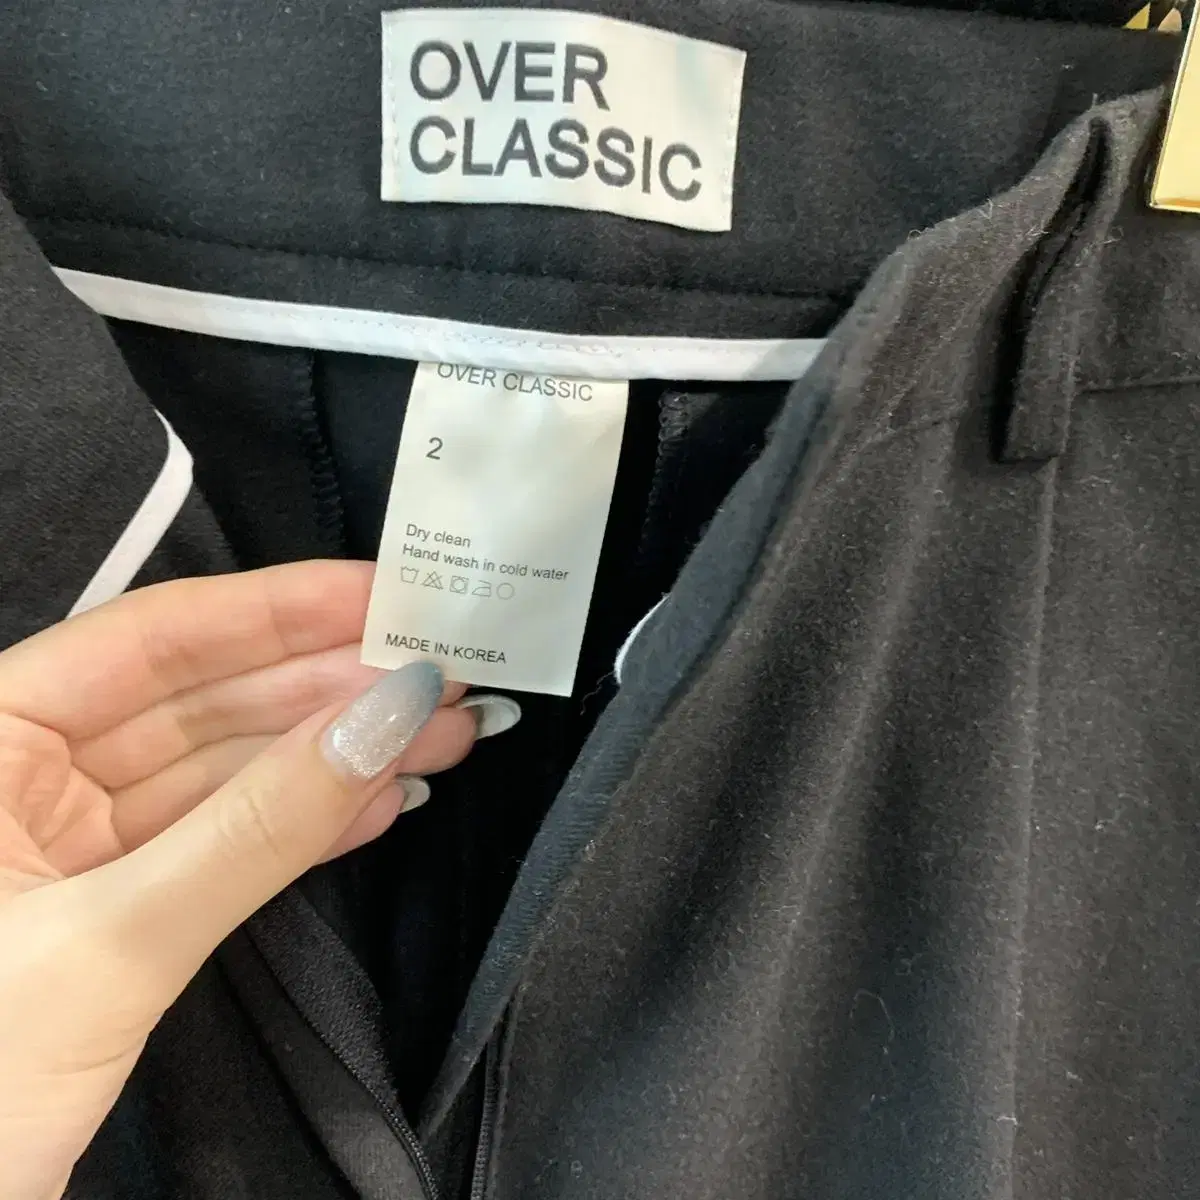 OVER
CLASSIC
OVER CLASSIC
2
Dry clean
Hand wash in cold water
MADE IN KOREA